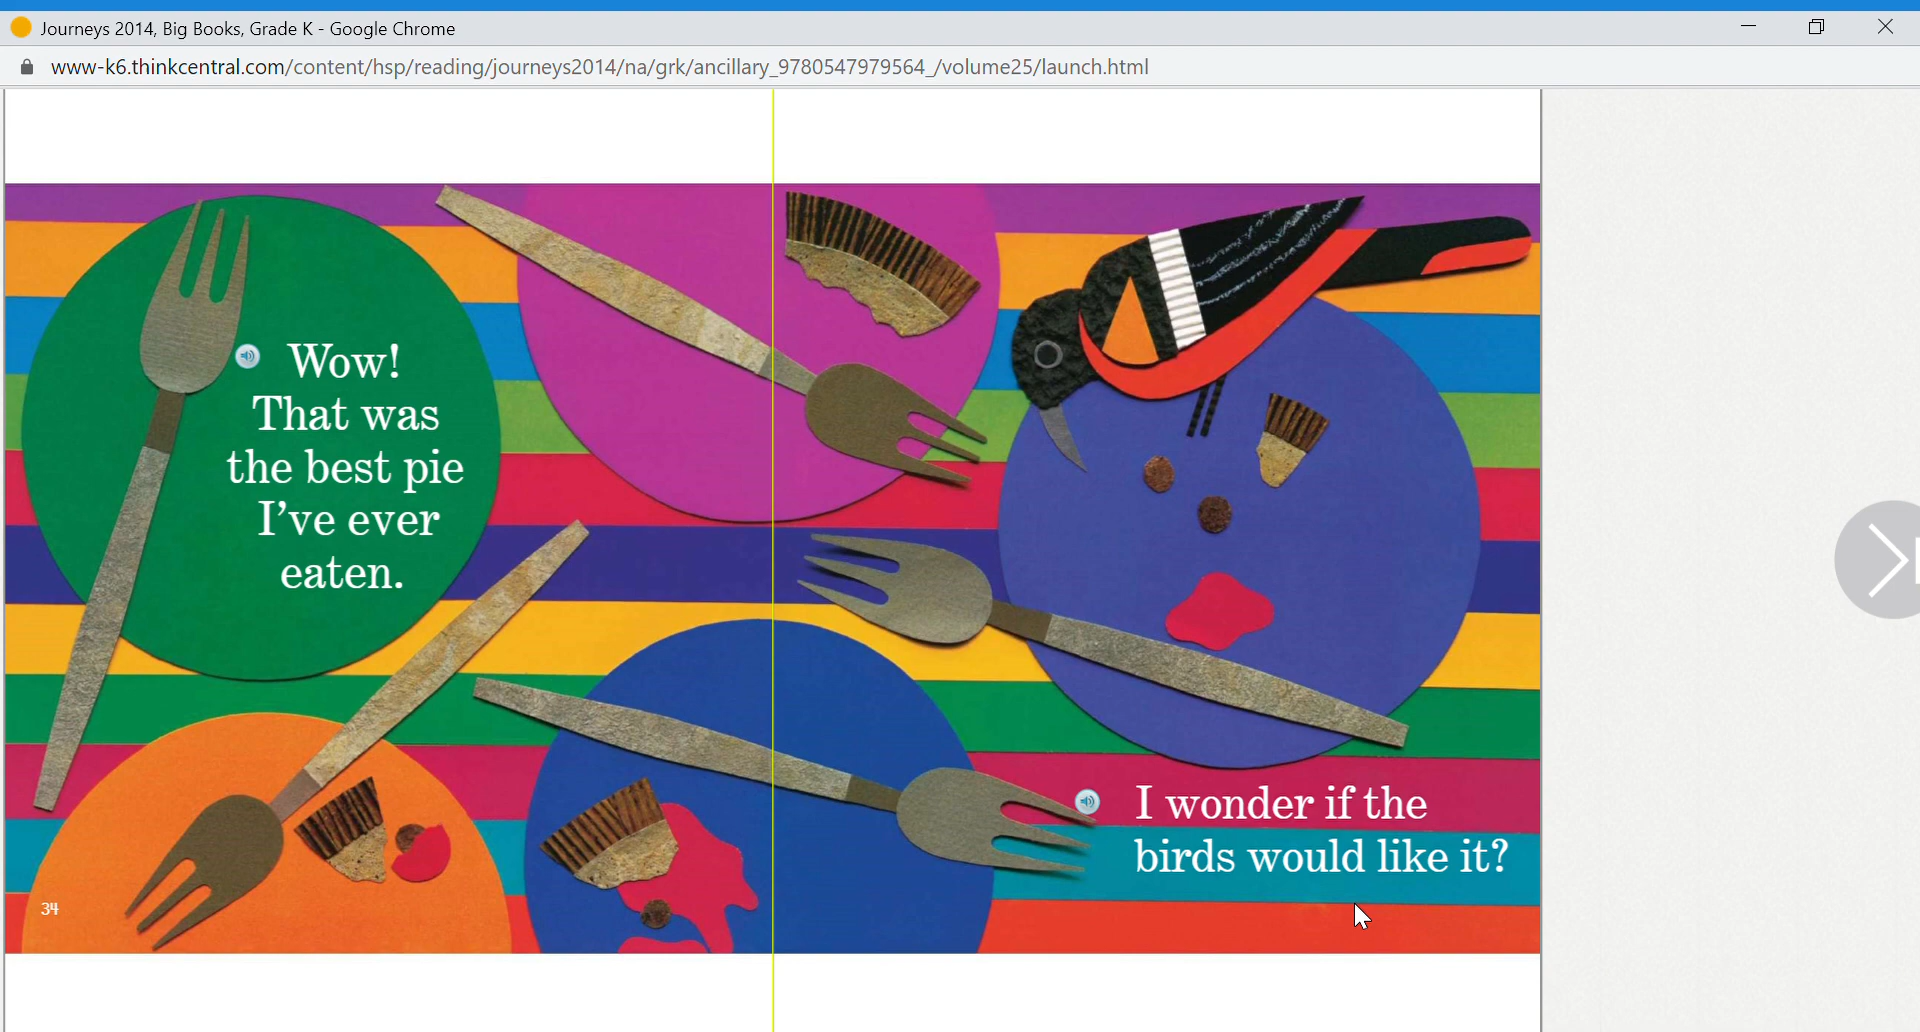 Journeys 2014, Big Books, Grade K - Google Chrome
www-k6.thinkcentral.com/content/hsp/reading/journeys2014/na/grk/ancillary_9780547979564_/volume25/launch.html
Wow!
That was
the best pie
I’ve ever
eaten.
I wonder if the
birds would like it?
34